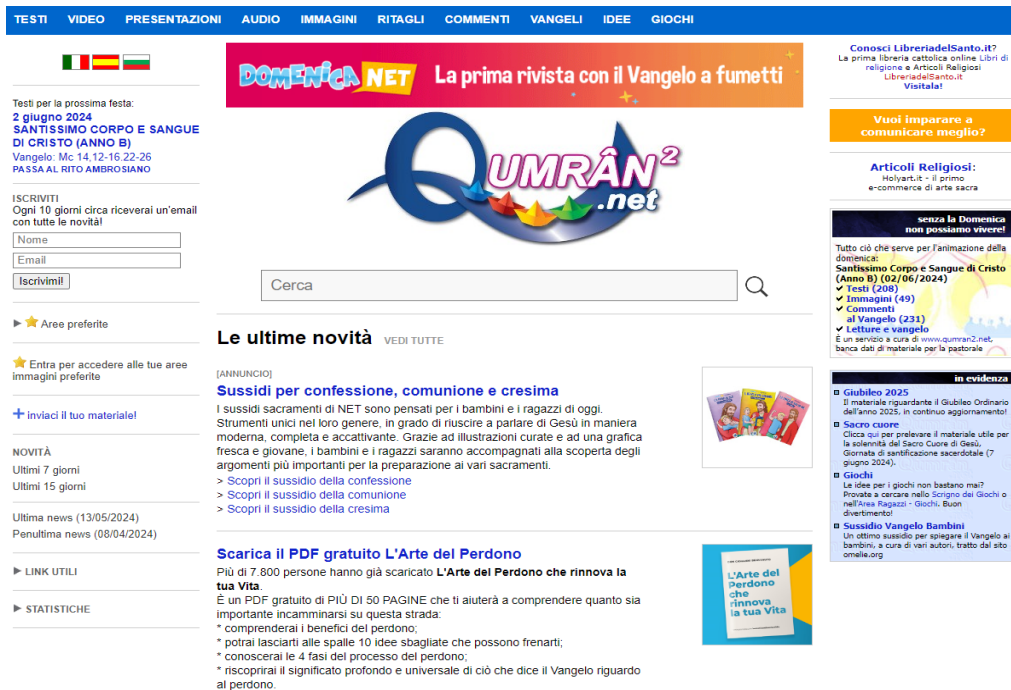 TESTI VIDEO PRESENTAZIONI AUDIO IMMAGINI RITAGLI COMMENTI VANGELI IDEE GIOCHI
Testi per la prossima festa:
2 giugno 2024
SANTISSIMO CORPO E SANGUE
DI CRISTO (ANNO B)
Vangelo: Mc 14,12-16.22-26
PASSA AL RITO AMBROSIANO
ISCRIVITI
Ogni 10 giorni circa riceverai un'email
con tutte le novità!
Nome
Email
Iscrivimi!
Aree preferite
Entra per accedere alle tue aree
immagini preferite
inviaci il tuo materiale!
NOVITÀ
Ultimi 7 giorni
Ultimi 15 giorni
Ultima news (13/05/2024)
Penultima news (08/04/2024)
LINK UTILI
STATISTICHE
DOMENICA NET La prima rivista con il Vangelo a fumetti
QUMRÂN2
.net
Cerca
Le ultime novità VEDI TUTTE
[ANNUNCIO]
Sussidi per confessione, comunione e cresima
I sussidi sacramenti di NET sono pensati per i bambini e i ragazzi di oggi.
Strumenti unici nel loro genere, in grado di riuscire a parlare di Gesù in maniera
moderna, completa e accattivante. Grazie ad illustrazioni curate e ad una grafica
fresca e giovane, i bambini e i ragazzi saranno accompagnati alla scoperta degli
argomenti più importanti per la preparazione ai vari sacramenti.
> Scopri il sussidio della confessione
> Scopri il sussidio della comunione
> Scopri il sussidio della cresima
Scarica il PDF gratuito L'Arte del Perdono
Più di 7.800 persone hanno già scaricato L'Arte del Perdono che rinnova la
tua Vita.
È un PDF gratuito di PIÙ DI 50 PAGINE che ti aiuterà a comprendere quanto sia
importante incamminarsi su questa strada:
* comprenderai i benefici del perdono;
* potrai lasciarti alle spalle 10 idee sbagliate che possono frenarti;
* conoscerai le 4 fasi del processo del perdono;
* riscoprirai il significato profondo e universale di ciò che dice il Vangelo riguardo
al perdono.
L'Arte del
Perdono
che
rinnova
la tua Vita
Conosci LibreriadelSanto.it?
La prima libreria cattolica online Libri di
religione e Articoli Religiosi
LibreriadelSanto.it
Visitala!
Vuoi imparare a
comunicare meglio?
Articoli Religiosi:
Holyart.it - il primo
e-commerce di arte sacra
senza la Domenica
non possiamo vivere!
Tutto ciò che serve per l'animazione della
domenica:
Santissimo Corpo e Sangue di Cristo
(Anno B) (02/06/2024)
Testi (208)
Immagini (49)
Commenti
al Vangelo (231)
Letture e vangelo
È un servizio a cura di www.qumran2.net,
banca dati di materiale per la pastorale
in evidenza
Giubileo 2025
Il materiale riguardante il Giubileo Ordinario
dell'anno 2025, in continuo aggiornamento!
Sacro cuore
Clicca qui per prelevare il materiale utile per
la solennità del Sacro Cuore di Gesù,
Giornata di santificazione sacerdotale (7
giugno 2024).
Giochi
Le idee per i giochi non bastano mai?
Provate a cercare nello Scrigno dei Giochi o
nell'Area Ragazzi - Giochi. Buon
divertimento!
Sussidio Vangelo Bambini
Un ottimo sussidio per spiegare il Vangelo ai
bambini, a cura di vari autori, tratto dal sito
omelie.org